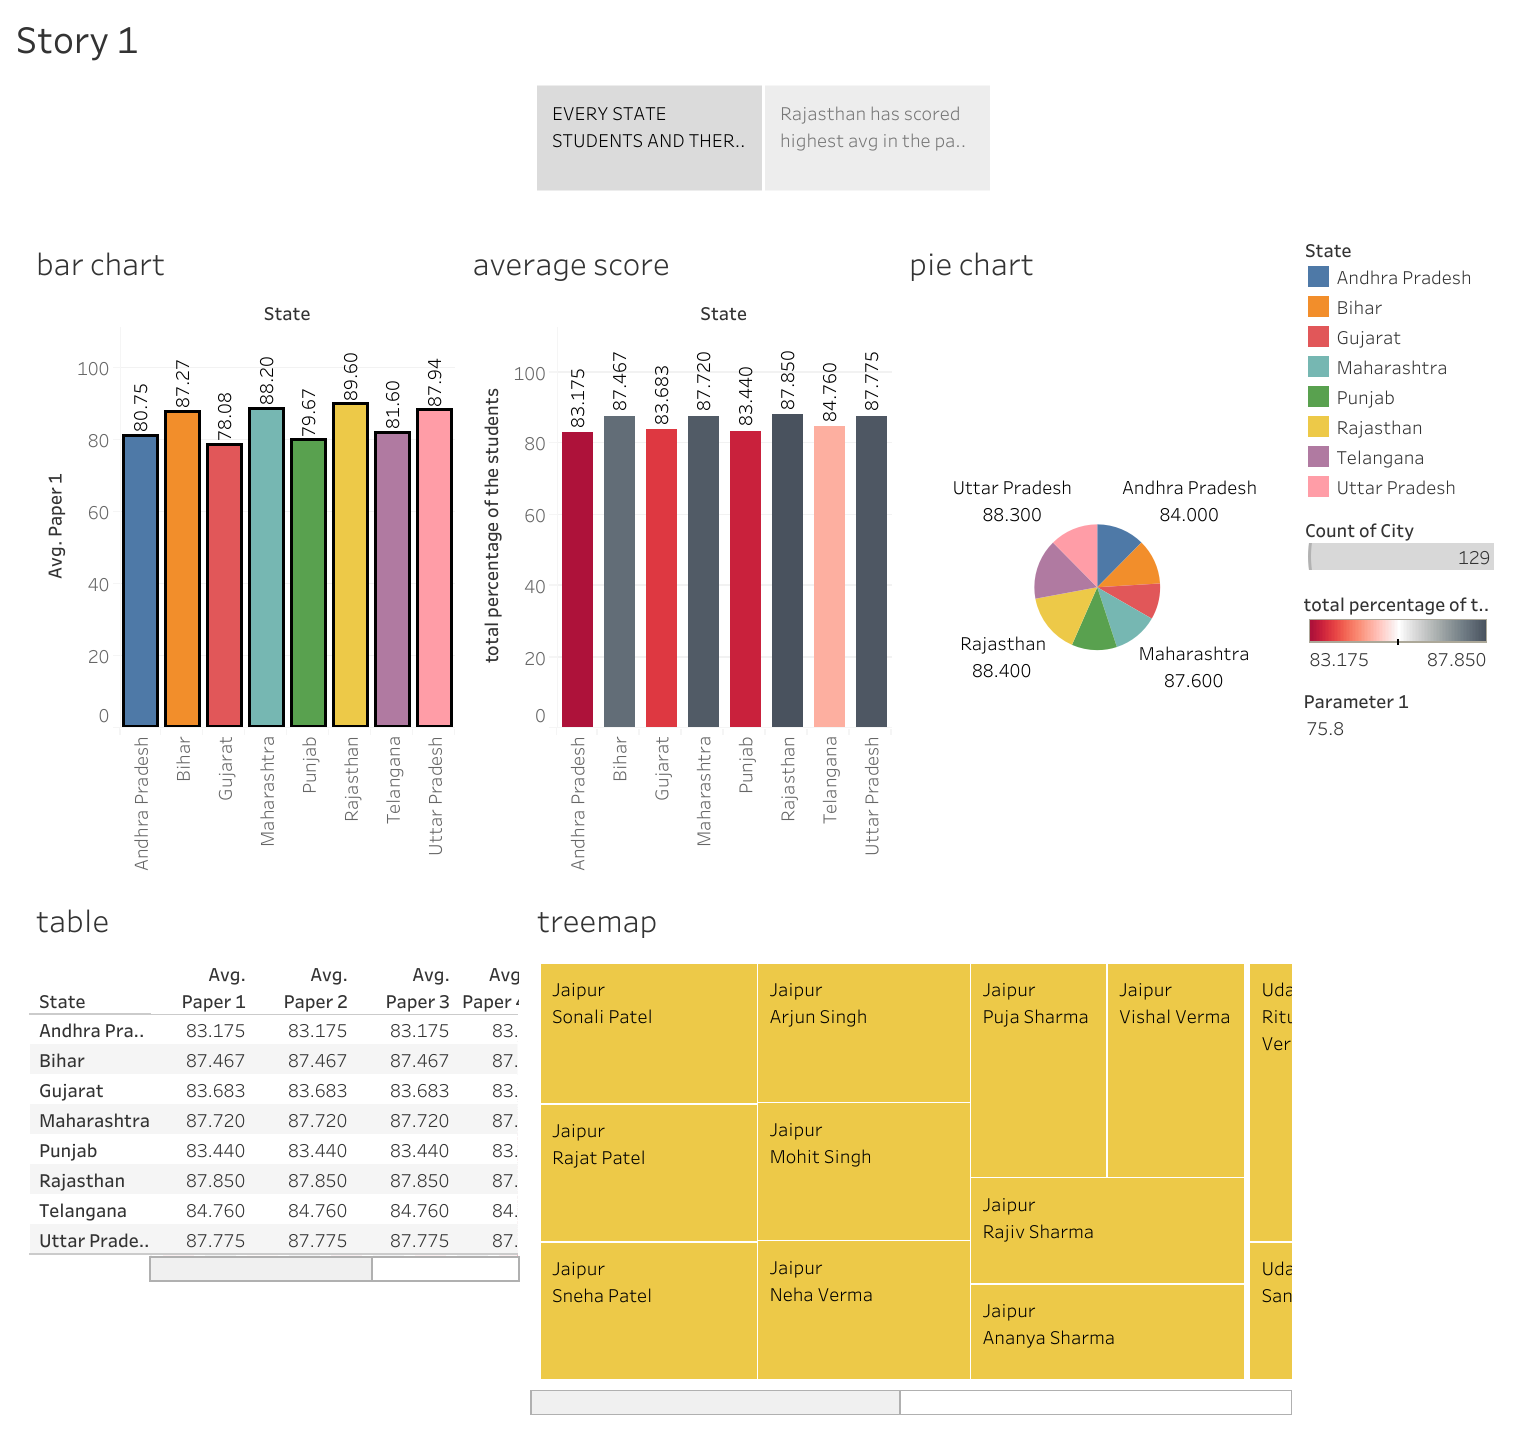 Story 1
EVERY STATE
STUDENTS AND THER..
Rajasthan has scored
highest avg in the pa..
bar chart
State
Avg. Paper 1
100
80
60
40
20
0
80.75
87.27
78.08
88.20
79.67
89.60
81.60
87.94
Andhra Pradesh
Bihar
Gujarat
Maharashtra
Punjab
Rajasthan
Telangana
Uttar Pradesh
average score
State
total percentage of the students
100
80
60
40
20
0
83.175
87.467
83.683
87.720
83.440
87.850
84.760
87.775
Andhra Pradesh
Bihar
Gujarat
Maharashtra
Punjab
Rajasthan
Telangana
Uttar Pradesh
pie chart
Uttar Pradesh
88.300
Andhra Pradesh
84.000
Rajasthan
88.400
Maharashtra
87.600
State
Andhra Pradesh
Bihar
Gujarat
Maharashtra
Punjab
Rajasthan
Telangana
Uttar Pradesh
Count of City
129
total percentage of t..
83.175 87.850
Parameter 1
75.8
table
Avg. Avg. Avg. Avg
State Paper 1 Paper 2 Paper 3 Paper
Andhra Pra.. 83.175 83.175 83.175 83.
Bihar 87.467 87.467 87.467 87.
Gujarat 83.683 83.683 83.683 83.
Maharashtra 87.720 87.720 87.720 87.
Punjab 83.440 83.440 83.440 83.
Rajasthan 87.850 87.850 87.850 87.
Telangana 84.760 84.760 84.760 84.
Uttar Prade.. 87.775 87.775 87.775 87.
treemap
Jaipur
Sonali Patel
Jaipur
Rajat Patel
Jaipur
Sneha Patel
Jaipur
Arjun Singh
Jaipur
Mohit Singh
Jaipur
Neha Verma
Jaipur
Puja Sharma
Jaipur
Vishal Verma
Jaipur
Rajiv Sharma
Jaipur
Ananya Sharma
Uda
Ritu
Ver
Uda
San